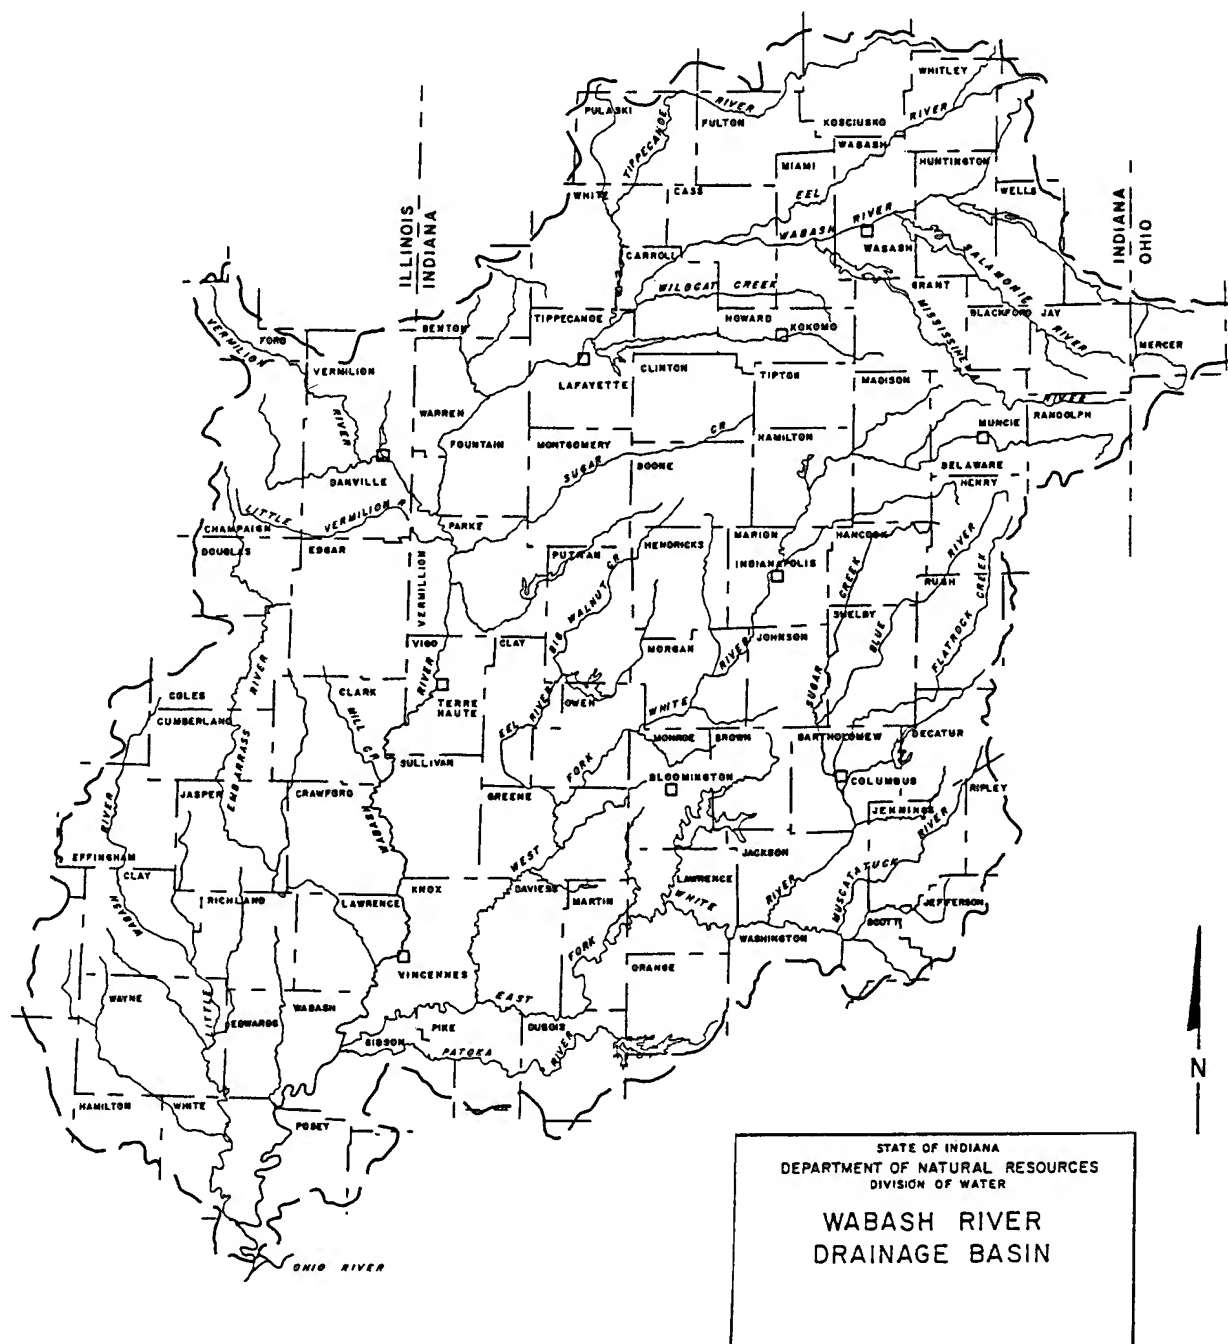 WHITLEY
PULASKI
RIVER
FULTON
KOSCIUSKO
RIVER
TIPPECANOE
WABASH
MIAMI
HUNTINGTON
WHITE
CASS
EEL
WELLS
ILLINOIS
INDIANA
INDIANA
OHIO
WABASH
RIVER
WABASH
CARROLL
SALAMONIE
RIVER
WILDCAT CREEK
GRANT
MISSISSINEWA
RIVER
VERMILION
RIVER
FORD
BENTON
TIPPECANOE
HOWARD
KOKOMO
BLACKFORD
JAY
MERCER
VERMILION
LAFAYETTE
CLINTON
TIPTON
MADISON
WARREN
RANDOLPH
MUNCIE
FOUNTAIN
MONTGOMERY
SUGAR CR
HAMILTON
BOONE
DELAWARE
DANVILLE
HENRY
LITTLE VERMILION R
CHAMPAIGN
PARKE
DOUGLAS
EDGAR
PUTNAM
HENDRICKS
MARION
HANCOCK
RIVER
INDIANAPOLIS
VERMILLION
BIG WALNUT CR
CREEK
RUSH
CREEK
SHELBY
BLUE
FLATROCK
VIGO
CLAY
MORGAN
RIVER
JOHNSON
RIVER
RIVER
SUGAR
COLES
CLARK
TERRE
HAUTE
EEL RIVER
OWEN
WHITE
CUMBERLAND
MILL CR
EMBARRASS
MONROE
BROWN
BARTHOLOMEW
DECATUR
SULLIVAN
FORK
BLOOMINGTON
COLUMBUS
RIVER
JASPER
CRAWFORD
GREENE
RIPLEY
WABASH
JENNINGS
RIVER
EFFINGHAM
CLAY
WEST
JACKSON
MUSCATATUCK
KNOX
DAVIESS
LAWRENCE
RICHLAND
LAWRENCE
MARTIN
WHITE
RIVER
JEFFERSON
WABASH
SCOTT
FORK
WASHINGTON
VINCENNES
ORANGE
WAYNE
EAST
WABASH
LITTLE
EDWARDS
PIKE
DUBOIS
GIBSON
PATOKA
RIVER
HAMILTON
WHITE
POSEY
OHIO RIVER
N
STATE OF INDIANA
DEPARTMENT OF NATURAL RESOURCES
DIVISION OF WATER
WABASH RIVER
DRAINAGE BASIN